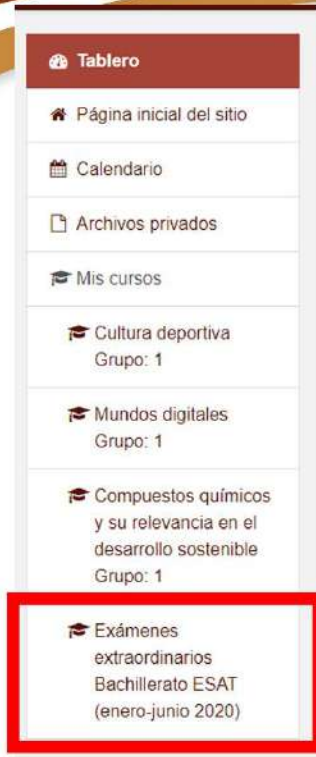 Tablero
Página inicial del sitio
Calendario
Archivos privados
Mis cursos
Cultura deportiva
Grupo: 1
Mundos digitales
Grupo: 1
Compuestos químicos
y su relevancia en el
desarrollo sostenible
Grupo: 1
Exámenes
extraordinarios
Bachillerato ESAT
(enero-junio 2020)